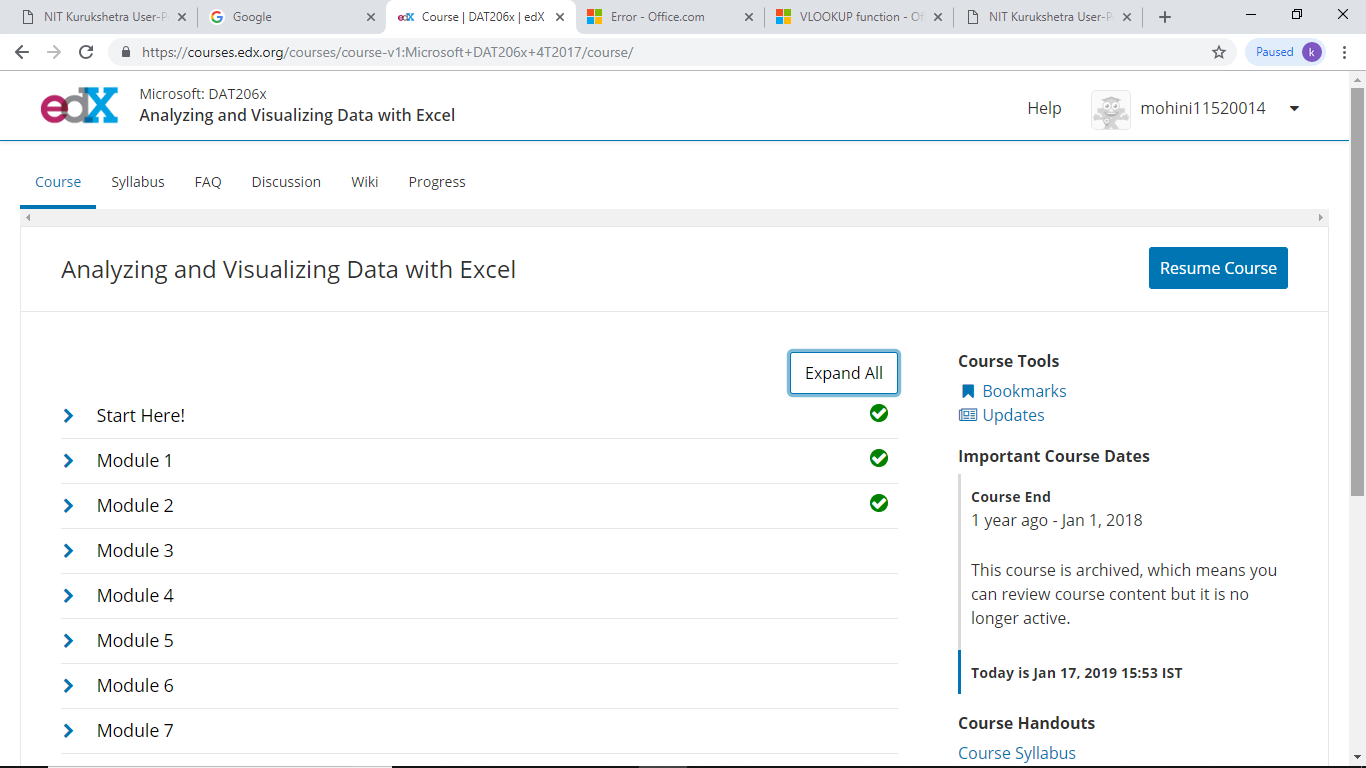 NIT Kurukshetra User-P
Google
Course | DAT206x | edX
Error - Office.com
VLOOKUP function - Of
NIT Kurukshetra User-P
https://courses.edx.org/courses/course-v1:Microsoft+DAT206x+4T2017/course/
Paused
k
edX
Microsoft: DAT206x
Analyzing and Visualizing Data with Excel
Help
mohini11520014
Course
Syllabus
FAQ
Discussion
Wiki
Progress
Analyzing and Visualizing Data with Excel
Resume Course
Expand All
Start Here!
Module 1
Module 2
Module 3
Module 4
Module 5
Module 6
Module 7
Course Tools
Bookmarks
Updates
Important Course Dates
Course End
1 year ago - Jan 1, 2018
This course is archived, which means you
can review course content but it is no
longer active.
Today is Jan 17, 2019 15:53 IST
Course Handouts
Course Syllabus